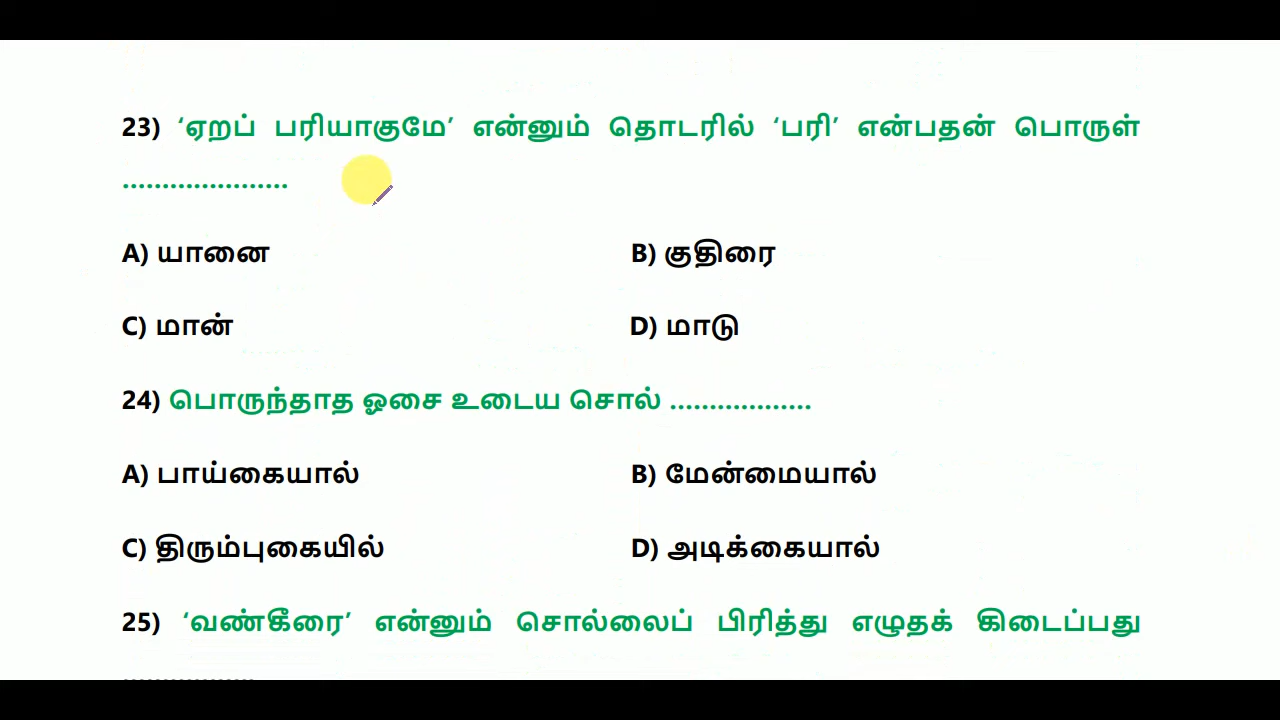 23) ‘ஏறப் பரியாகுமே’ என்னும் தொடரில் ‘பரி’ என்பதன் பொருள்
.....................
A) யானை B) குதிரை
C) மான் D) மாடு
24) பொருந்தாத ஓசை உடைய சொல் ..................
A) பாய்கையால் B) மேன்மையால்
C) திரும்புகையில் D) அடிக்கையால்
25) ‘வண்கீரை’ என்னும் சொல்லைப் பிரித்து எழுதக் கிடைப்பது
.................